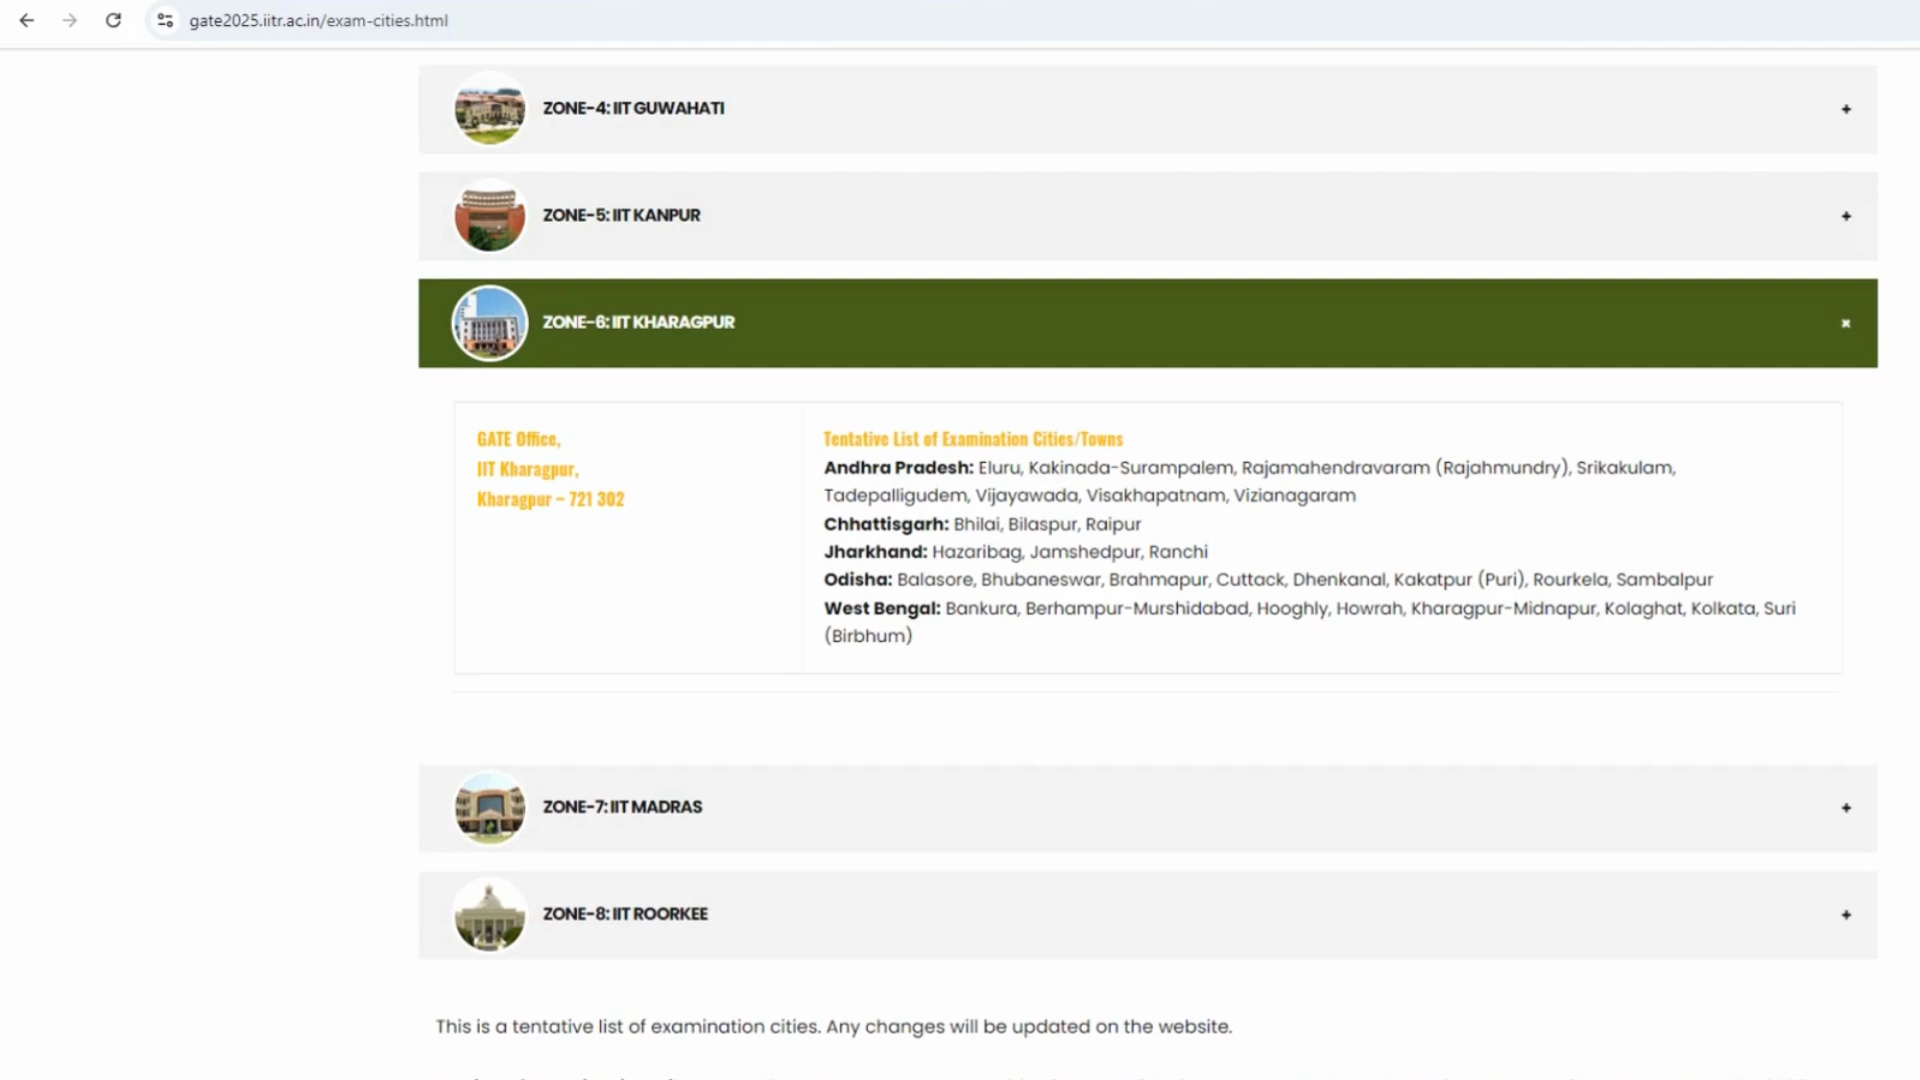 gate2025.iitr.ac.in/exam-cities.html
ZONE-4: IIT GUWAHATI
+
ZONE-5: IIT KANPUR
+
ZONE-6: IIT KHARAGPUR
×
GATE Office,
IIT Kharagpur,
Kharagpur – 721 302
Tentative List of Examination Cities/Towns
Andhra Pradesh: Eluru, Kakinada-Surampalem, Rajamahendravaram (Rajahmundry), Srikakulam,
Tadepalligudem, Vijayawada, Visakhapatnam, Vizianagaram
Chhattisgarh: Bhilai, Bilaspur, Raipur
Jharkhand: Hazaribag, Jamshedpur, Ranchi
Odisha: Balasore, Bhubaneswar, Brahmapur, Cuttack, Dhenkanal, Kakatpur (Puri), Rourkela, Sambalpur
West Bengal: Bankura, Berhampur-Murshidabad, Hooghly, Howrah, Kharagpur-Midnapur, Kolaghat, Kolkata, Suri
(Birbhum)
ZONE-7: IIT MADRAS
+
ZONE-8: IIT ROORKEE
+
This is a tentative list of examination cities. Any changes will be updated on the website.